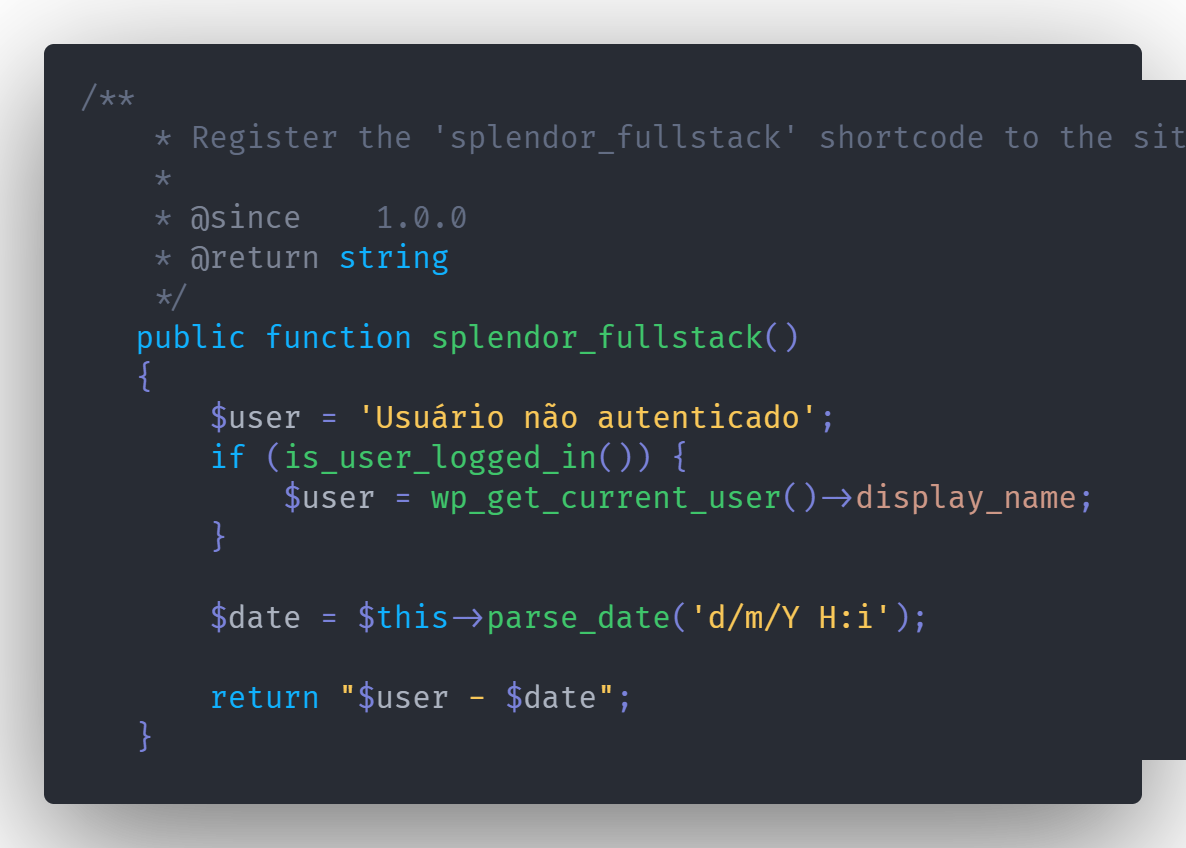 /**
     * Register the 'splendor_fullstack' shortcode to the
     *
     * @since    1.0.0
     * @return string
     */
    public function splendor_fullstack()
    {
        $user = 'Usuário não autenticado';
        if (is_user_logged_in()) {
            $user = wp_get_current_user()->display_name;
        }

        $date = $this->parse_date('d/m/Y H:i');

        return "$user - $date";
    }